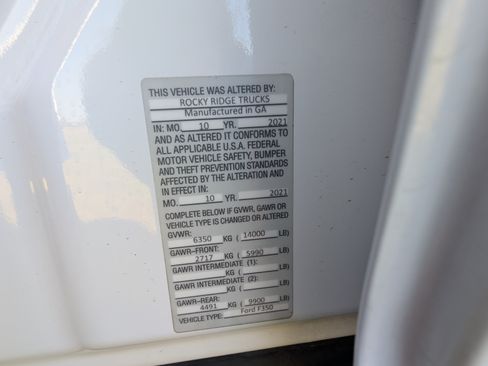 THIS VEHICLE WAS ALTERED BY:
ROCKY RIDGE TRUCKS
Manufactured in GA
IN: MO. 10 YR. 2021
AND AS ALTERED IT CONFORMS TO
ALL APPLICABLE U.S.A. FEDERAL
MOTOR VEHICLE SAFETY, BUMPER
AND THEFT PREVENTION STANDARDS
AFFECTED BY THE ALTERATION AND
IN EFFECT IN:
MO. 10 YR. 2021
COMPLETE BELOW IF GVWR, GAWR OR
VEHICLE TYPE IS CHANGED OR ALTERED
GVWR:
6350 KG ( 14000 LB)
GAWR-FRONT:
2717 KG ( 5990 LB)
GAWR INTERMEDIATE (1):
KG ( LB)
GAWR INTERMEDIATE (2):
KG ( LB)
GAWR-REAR:
4491 KG ( 9900 LB)
VEHICLE TYPE: Ford F350